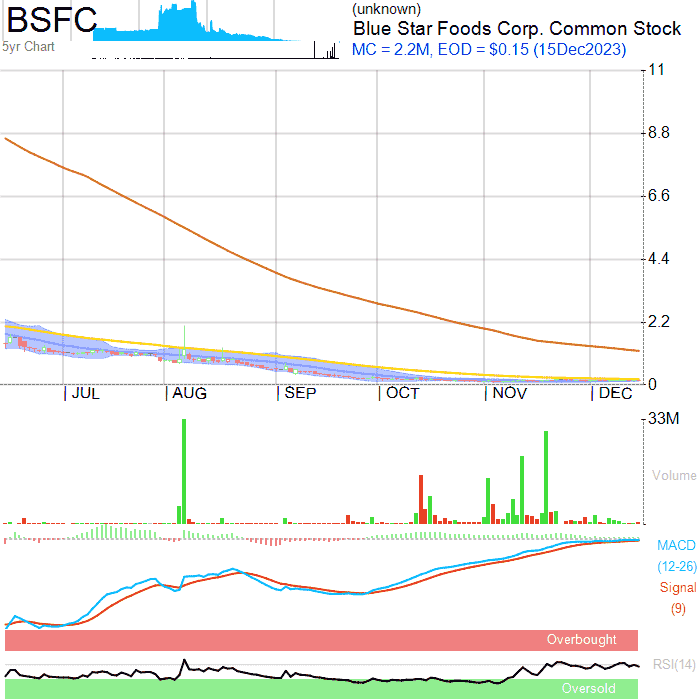 BSFC
5yr Chart
(unknown)
Blue Star Foods Corp. Common Stock
MC = 2.2M, EOD = $0.15 (15Dec2023)
11
8.8
6.6
4.4
2.2
0
JUL AUG SEP OCT NOV DEC
33M
Volume
MACD
(12-26)
Signal
(9)
Overbought
RSI(14)
Oversold